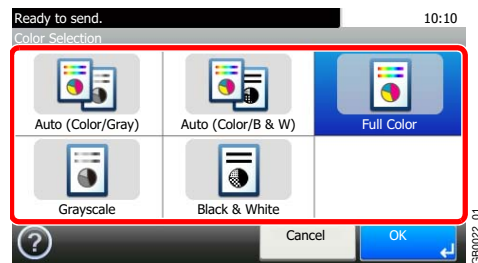 Ready to send. 10:10
Color Selection
Auto (Color/Gray) Auto (Color/B & W) Full Color
Grayscale Black & White
? Cancel OK
GB0022_01